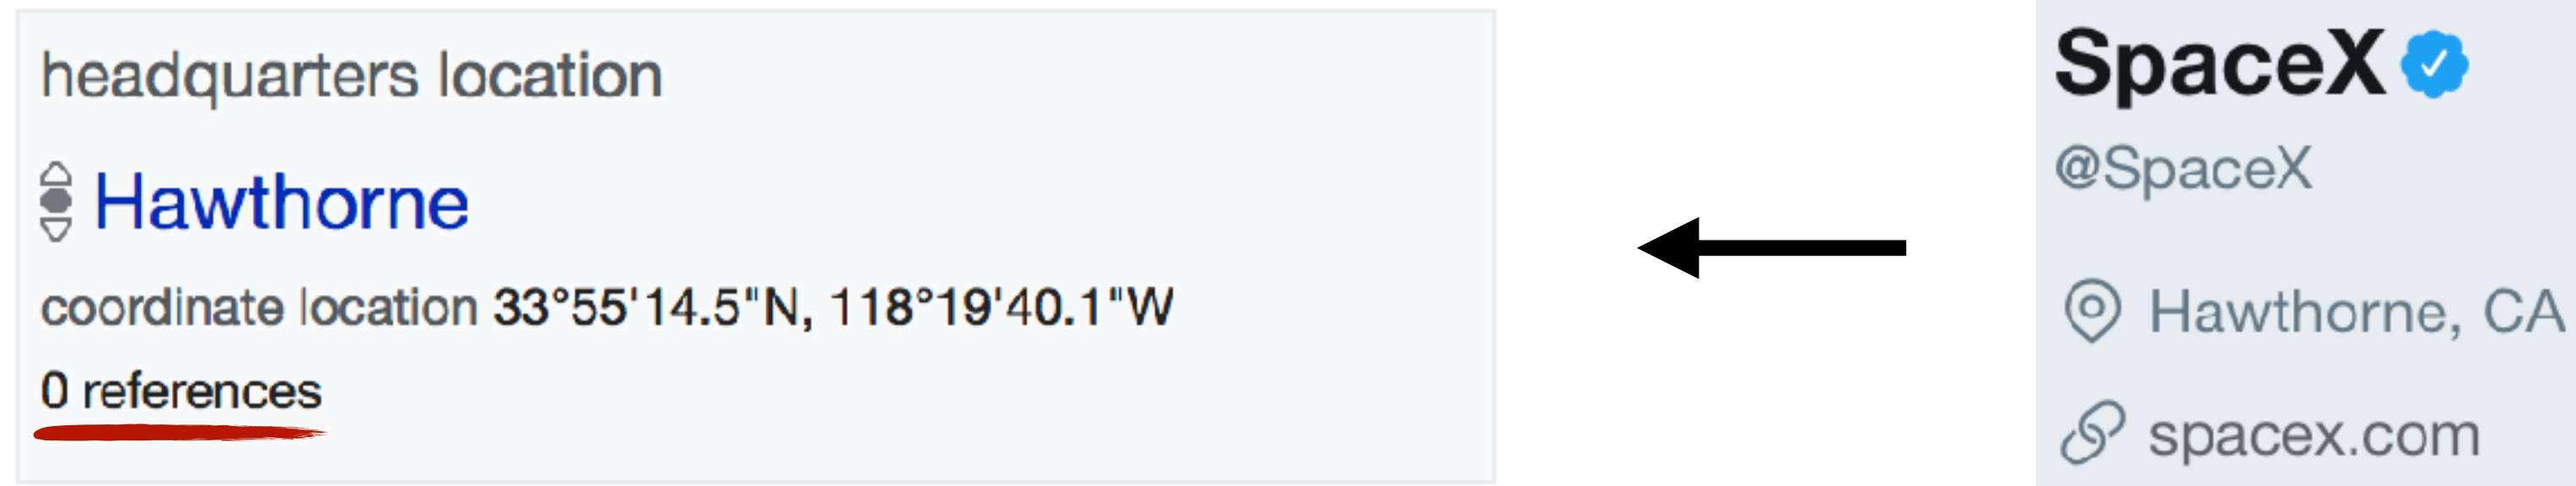 headquarters location
Hawthorne
coordinate location 33°55'14.5"N, 118°19'40.1"W
0 references
SpaceX
@SpaceX
Hawthorne, CA
spacex.com